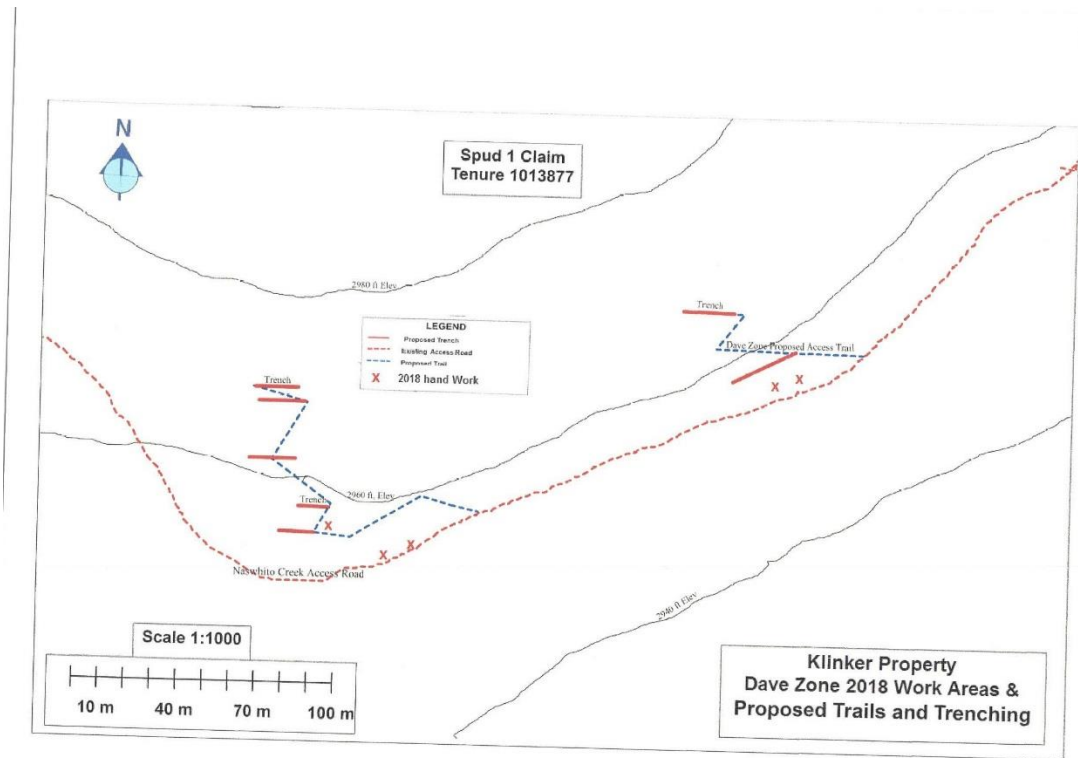 N
Spud 1 Claim
Tenure 1013877
2980 ft Elev
LEGEND
Proposed Trench
Existing Access Road
Proposed Trail
X 2018 hand Work
Trench
Dave Zone Proposed Access Trail
X X
Trench
2960 ft. Elev
Trench
X
X X
Naswhito Creek Access Road
2940 ft Elev
Scale 1:1000
10 m 40 m 70 m 100 m
Klinker Property
Dave Zone 2018 Work Areas &
Proposed Trails and Trenching